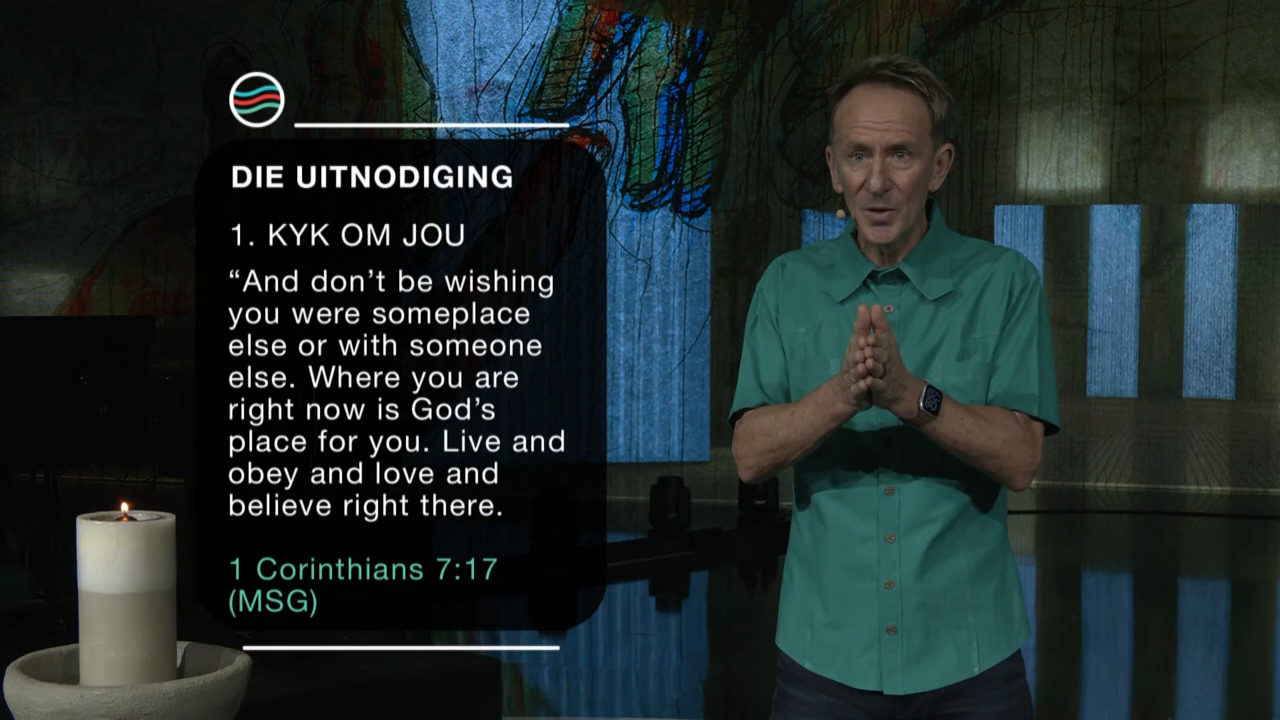 DIE UITNODIGING
1. KYK OM JOU
“And don’t be wishing
you were someplace
else or with someone
else. Where you are
right now is God’s
place for you. Live and
obey and love and
believe right there.
1 Corinthians 7:17
(MSG)